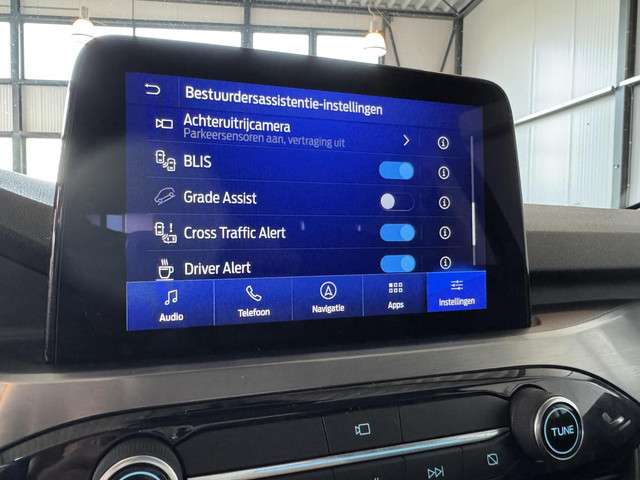 Bestuurdersassistentie-instellingen
Achteruitrijcamera
Parkeersensoren aan, vertraging uit
BLIS
Grade Assist
Cross Traffic Alert
Driver Alert
Audio
Telefoon
Navigatie
Apps
Instellingen
TUNE